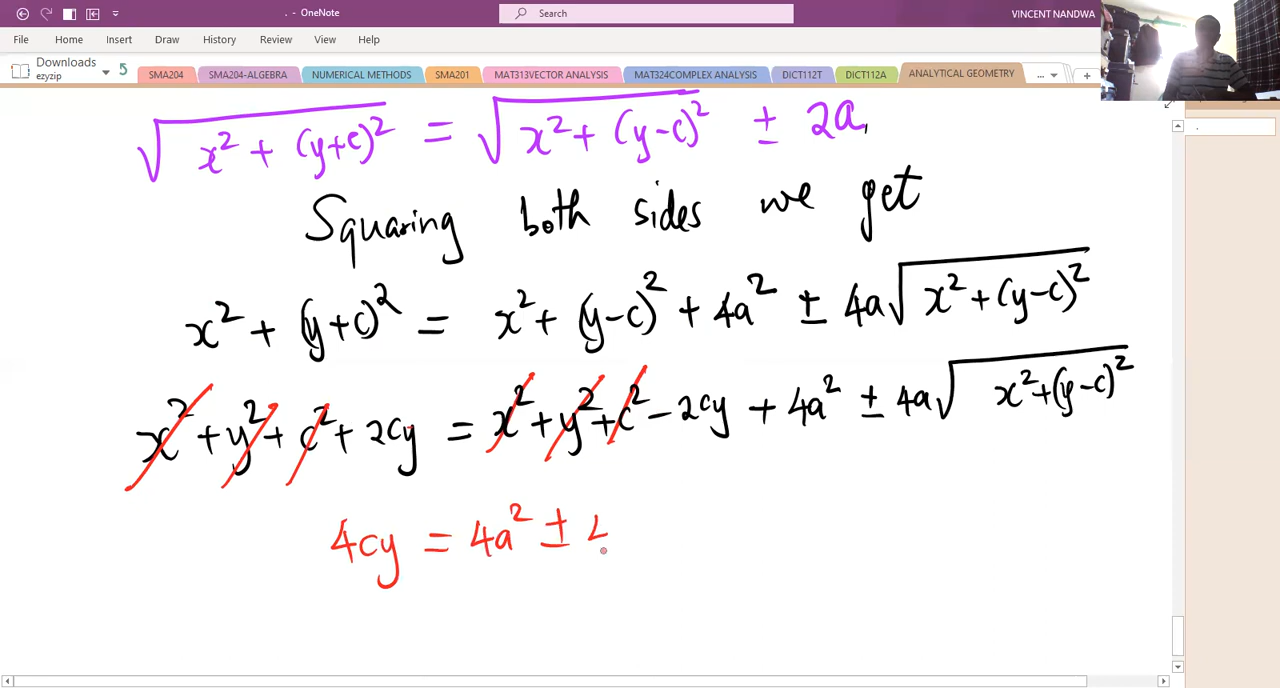 . - OneNote
Search
VINCENT NANDWA
File Home Insert Draw History Review View Help
Downloads
ezyzip
SMA204 SMA204-ALGEBRA NUMERICAL METHODS SMA201 MAT313VECTOR ANALYSIS MAT324COMPLEX ANALYSIS DICT112T DICT112A ANALYTICAL GEOMETRY ... +
√(x² + (y+c)²) = √(x² + (y-c)²) ± 2a,
Squaring both sides we get
x² + (y+c)² = x² + (y-c)² + 4a² ± 4a√(x² + (y-c)²)
x² + y² + c² + 2cy = x² + y² + c² - 2cy + 4a² ± 4a√(x² + (y-c)²)
4cy = 4a² ±